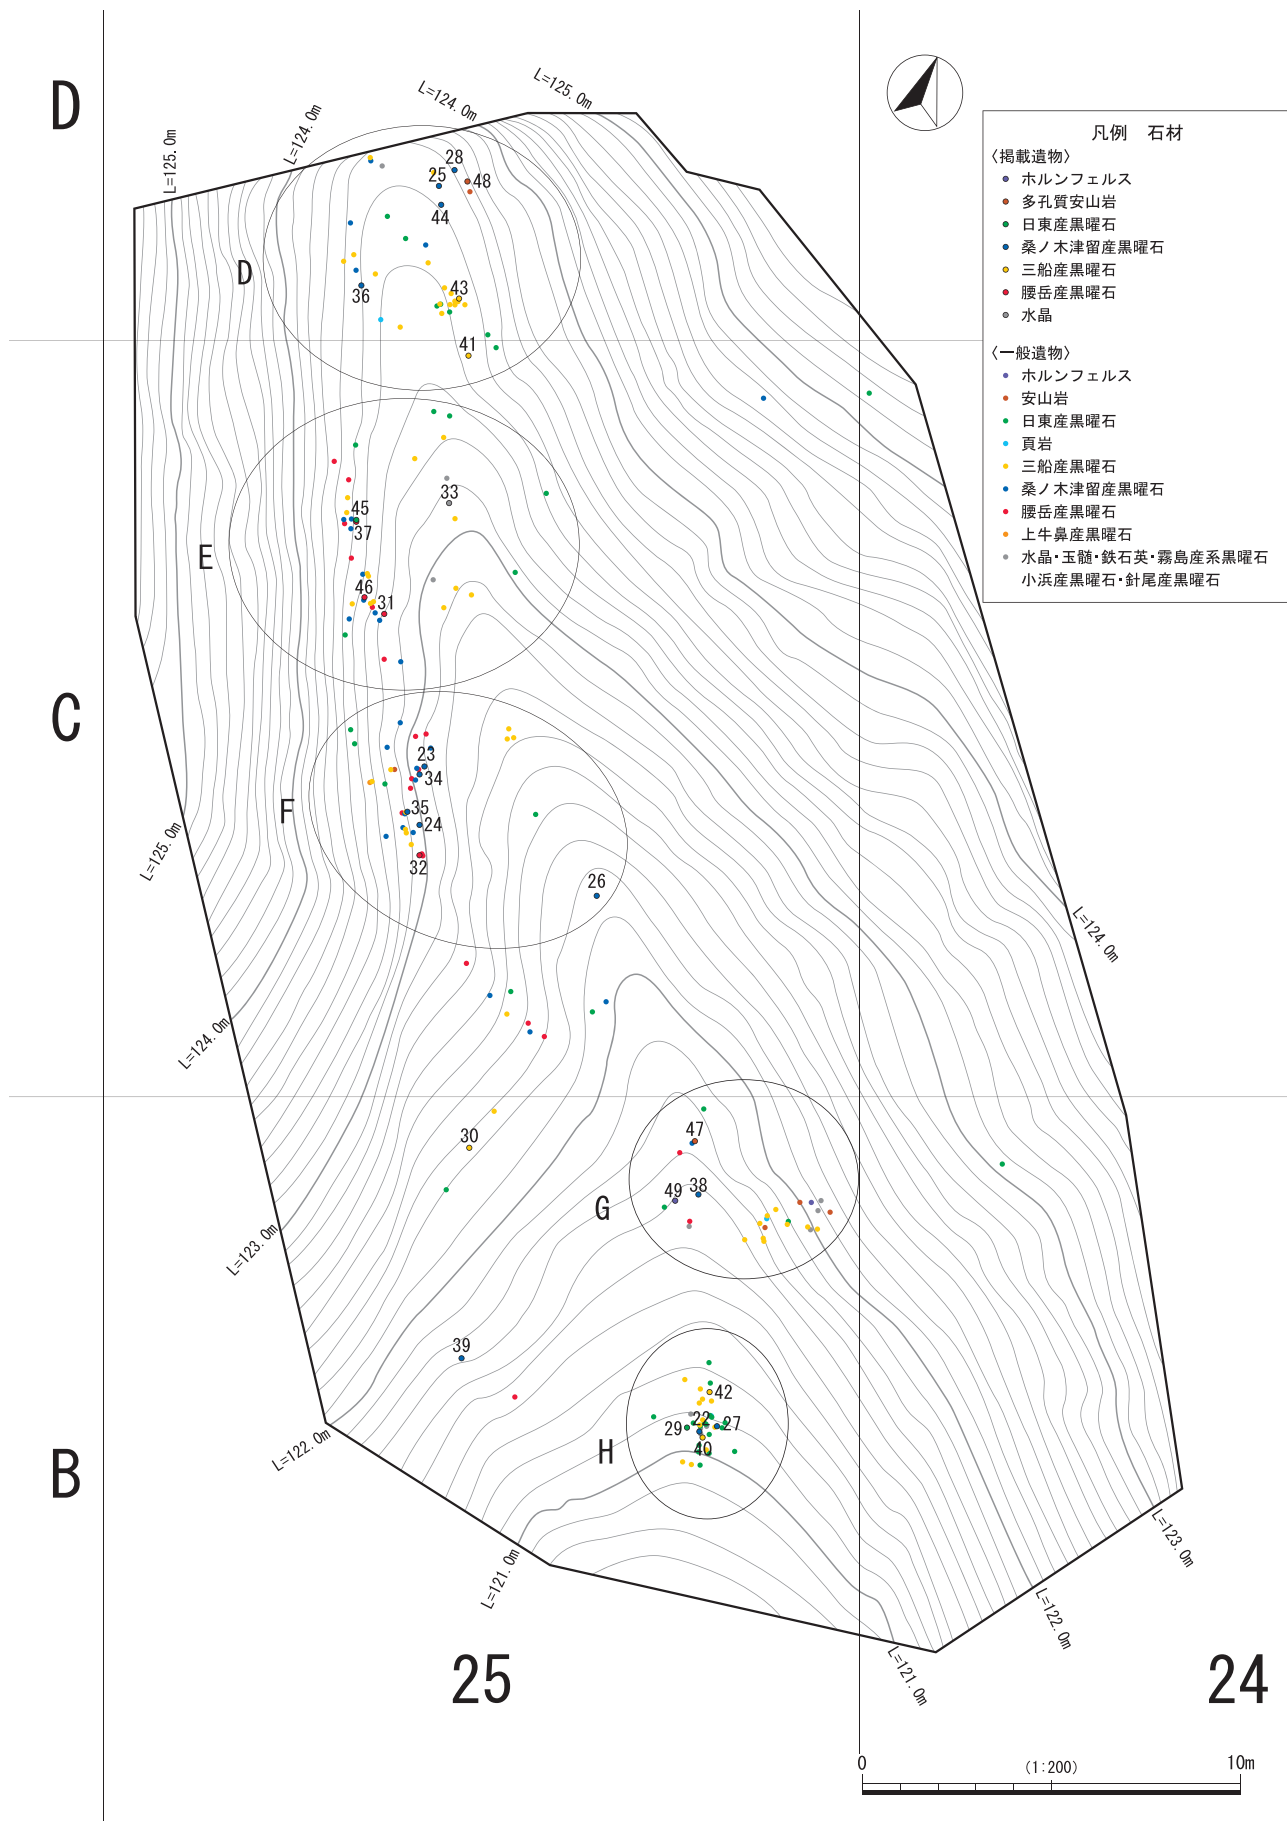 D
L=125.0m
L=124.0m
L=124.0m
L=125.0m
凡例　石材
〈掲載遺物〉
ホルンフェルス
多孔質安山岩
日東産黒曜石
桑ノ木津留産黒曜石
三船産黒曜石
腰岳産黒曜石
水晶
〈一般遺物〉
ホルンフェルス
安山岩
日東産黒曜石
頁岩
三船産黒曜石
桑ノ木津留産黒曜石
腰岳産黒曜石
上牛鼻産黒曜石
水晶・玉髄・鉄石英・霧島産系黒曜石
小浜産黒曜石・針尾産黒曜石
28
25
48
44
D
36
43
41
33
45
37
E
46
31
C
23
34
F
35
24
32
26
L=125.0m
L=124.0m
L=124.0m
30
47
49
38
G
L=123.0m
39
42
22
29
27
40
H
B
L=122.0m
L=121.0m
L=123.0m
L=122.0m
L=121.0m
25
24
0
(1:200)
10m